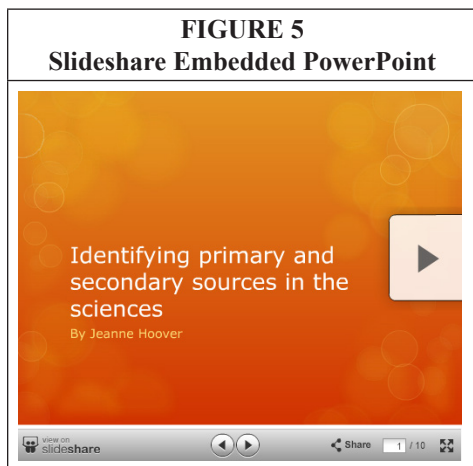 FIGURE 5
Slideshare Embedded PowerPoint
Identifying primary and
secondary sources in the
sciences
By Jeanne Hoover
view on
slideshare
Share 1 / 10